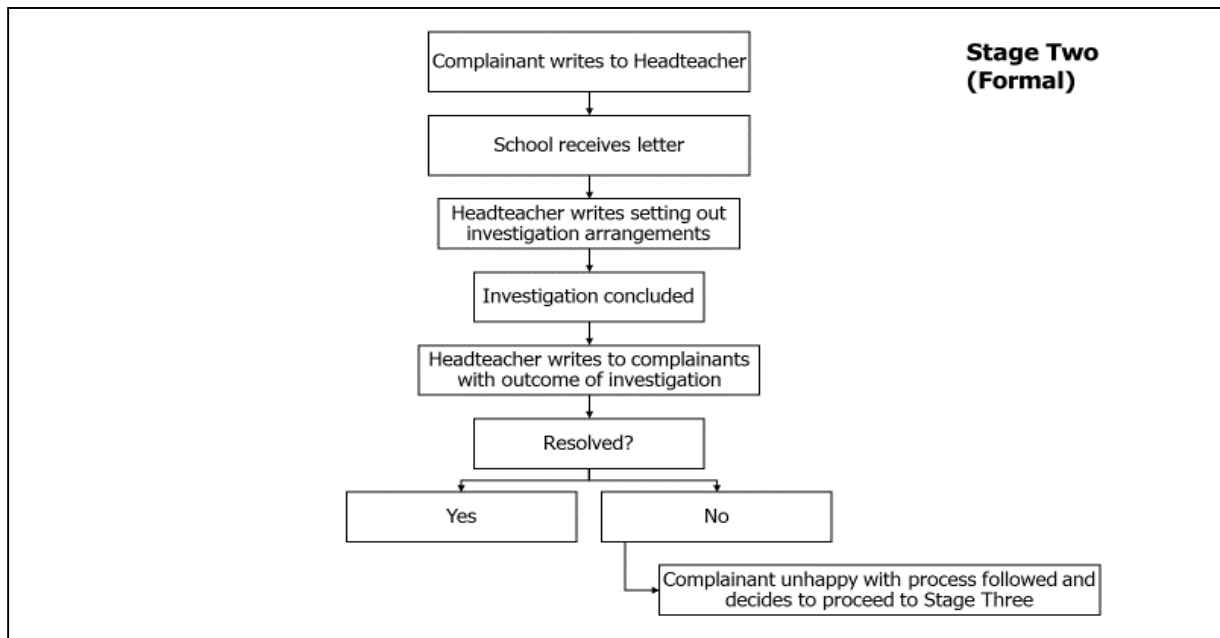 Stage Two
(Formal)
Complainant writes to Headteacher
School receives letter
Headteacher writes setting out
investigation arrangements
Investigation concluded
Headteacher writes to complainants
with outcome of investigation
Resolved?
Yes
No
Complainant unhappy with process followed and
decides to proceed to Stage Three